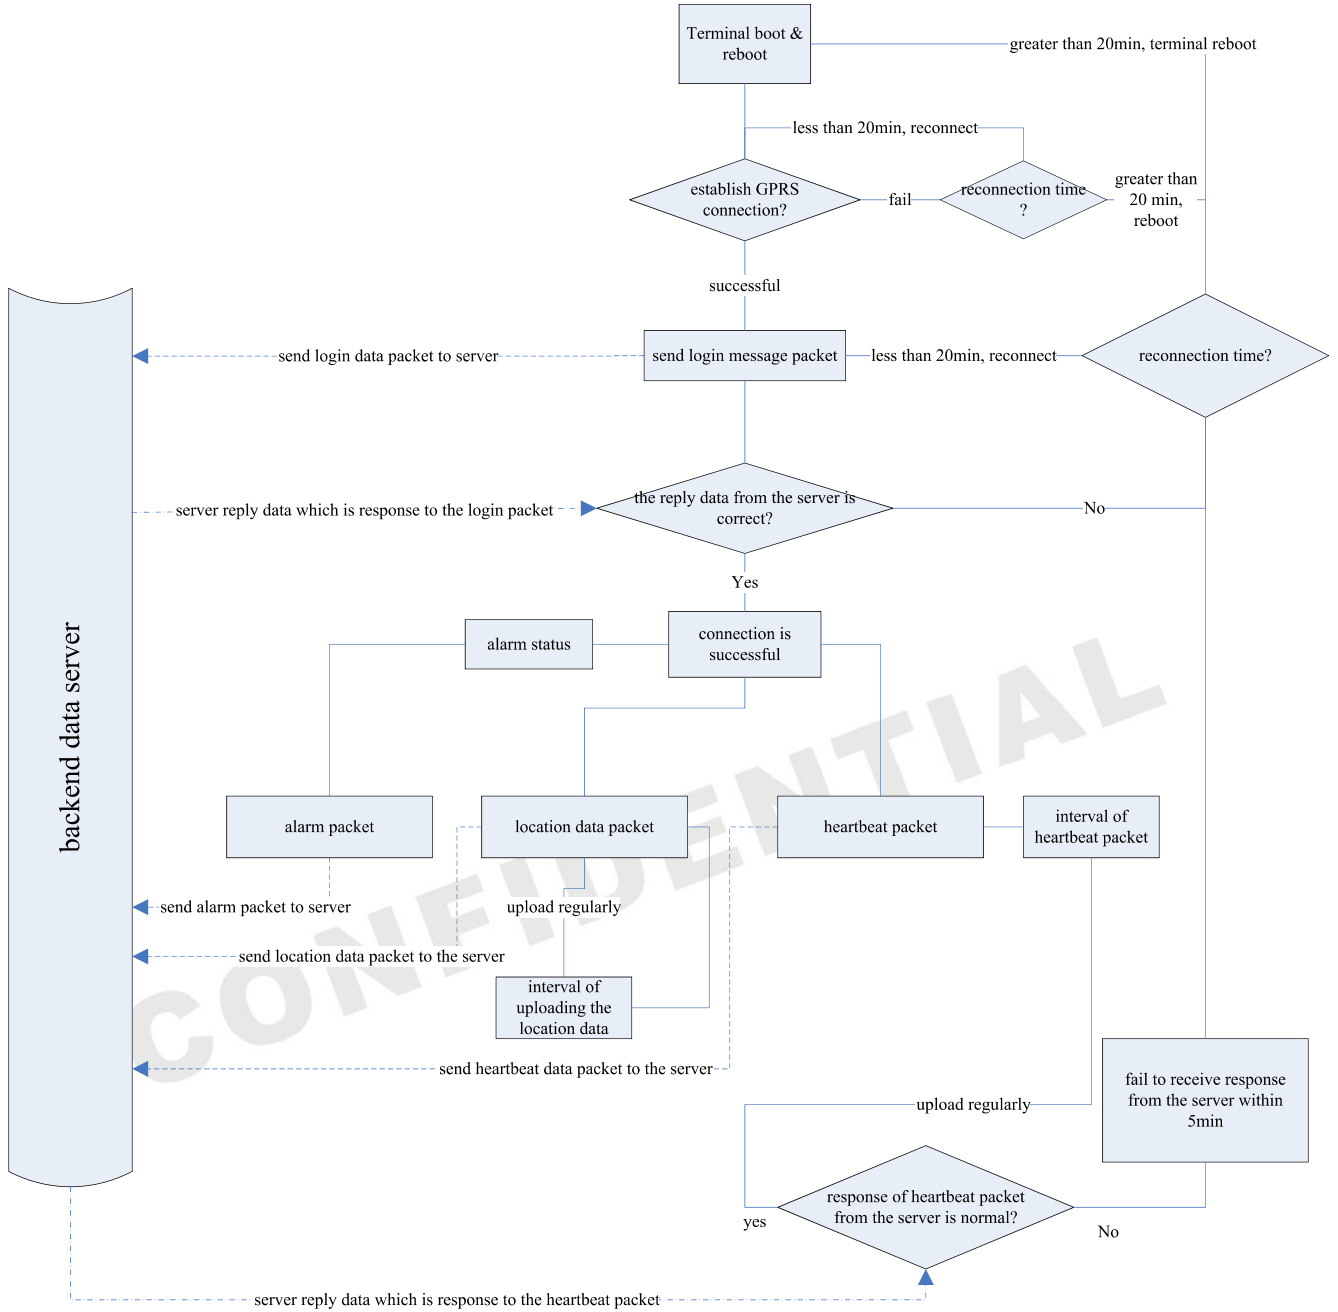 Terminal boot &
reboot
greater than 20min, terminal reboot
less than 20min, reconnect
establish GPRS
connection?
fail
reconnection time
?
greater than
20 min,
reboot
successful
send login data packet to server
send login message packet
less than 20min, reconnect
reconnection time?
server reply data which is response to the login packet
the reply data from the server is
correct?
No
Yes
alarm status
connection is
successful
backend data server
alarm packet
location data packet
heartbeat packet
interval of
heartbeat packet
send alarm packet to server
upload regularly
send location data packet to the server
interval of
uploading the
location data
send heartbeat data packet to the server
fail to receive response
from the server within
5min
upload regularly
response of heartbeat packet
from the server is normal?
yes
No
server reply data which is response to the heartbeat packet
CONFIDENTIAL